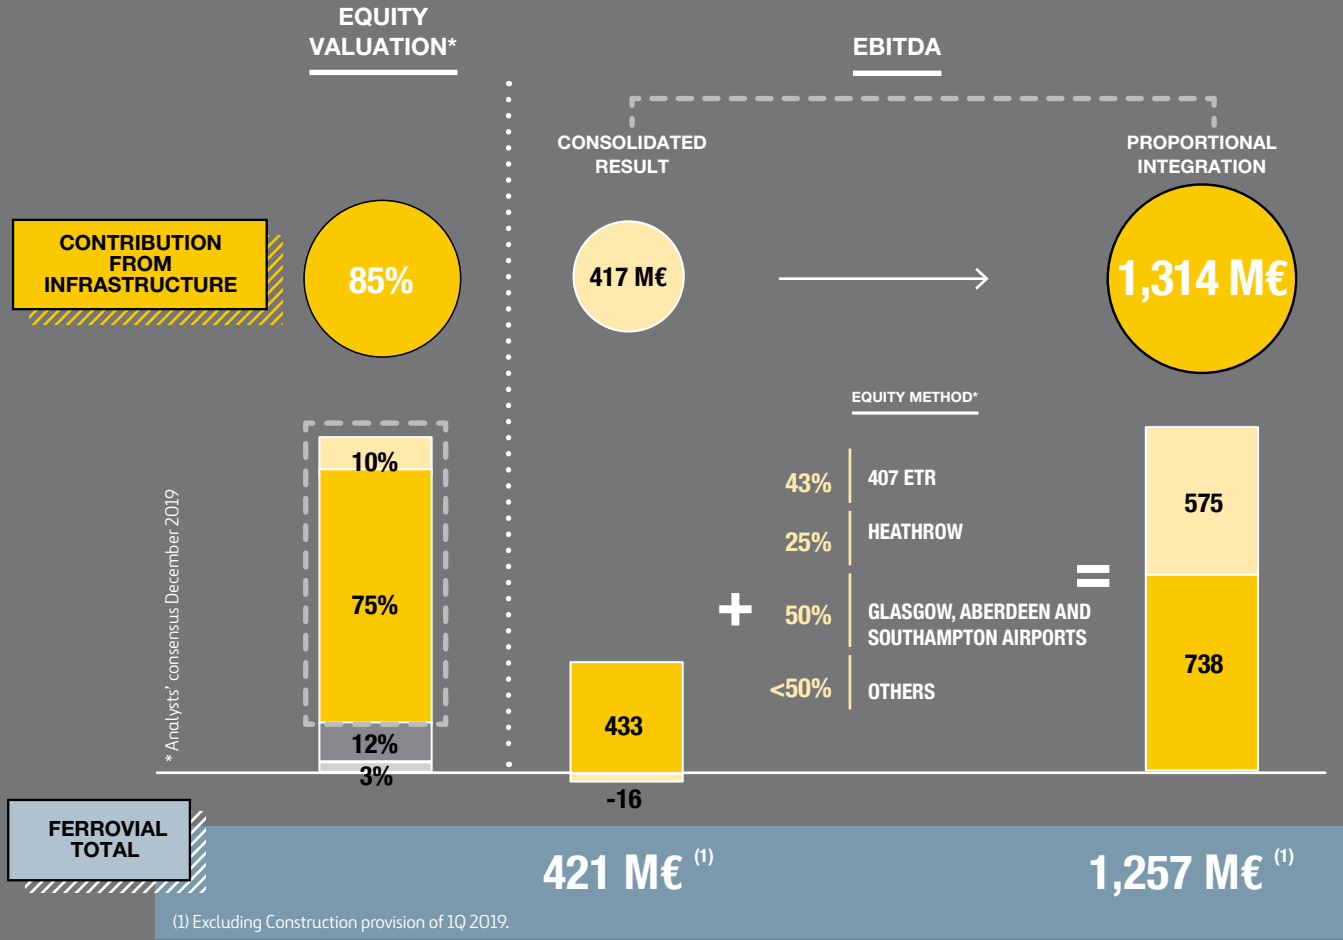 EQUITY
VALUATION*
EBITDA
CONSOLIDATED
RESULT
PROPORTIONAL
INTEGRATION
CONTRIBUTION
FROM
INFRASTRUCTURE
85%
417 M€
1,314 M€
* Analysts' consensus December 2019
10%
75%
12%
3%
433
-16
+
EQUITY METHOD*
43% 407 ETR
25% HEATHROW
50% GLASGOW, ABERDEEN AND
SOUTHAMPTON AIRPORTS
<50% OTHERS
=
575
738
FERROVIAL
TOTAL
421 M€ (1)
1,257 M€ (1)
(1) Excluding Construction provision of 1Q 2019.